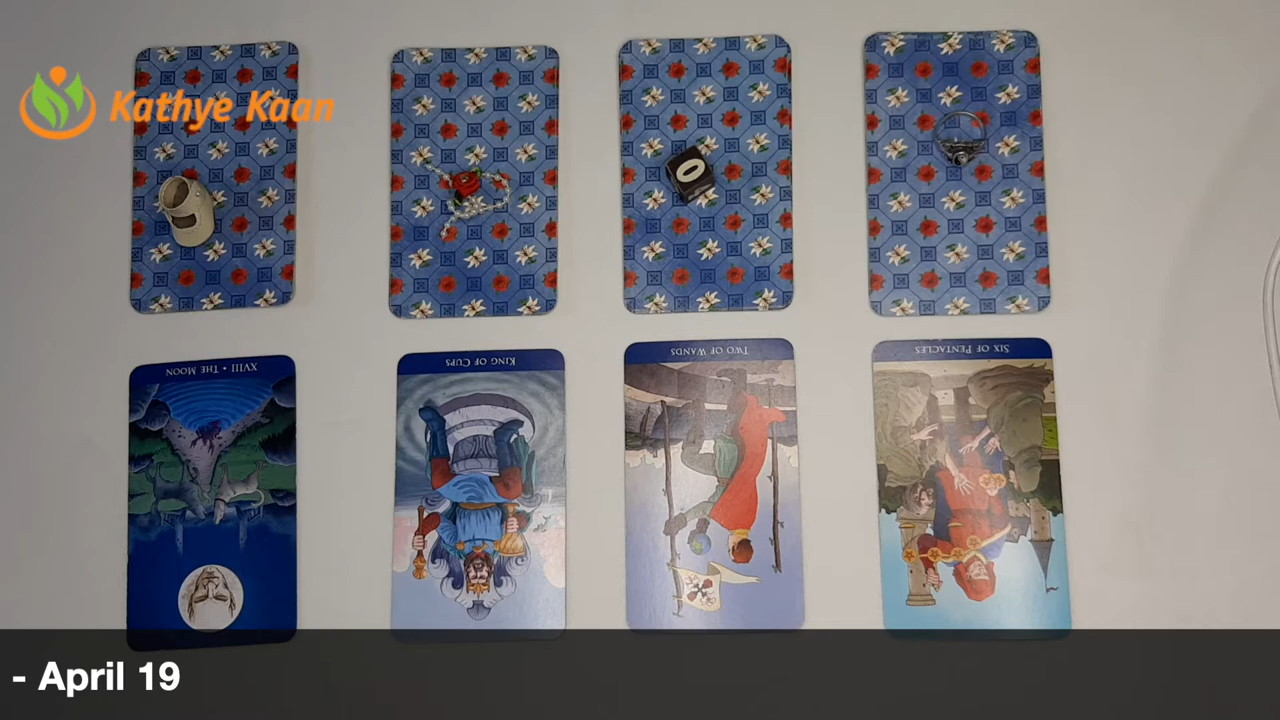 Kathye Kaan
XVIII • THE MOON
KING OF CUPS
TWO OF WANDS
SIX OF PENTACLES
- April 19